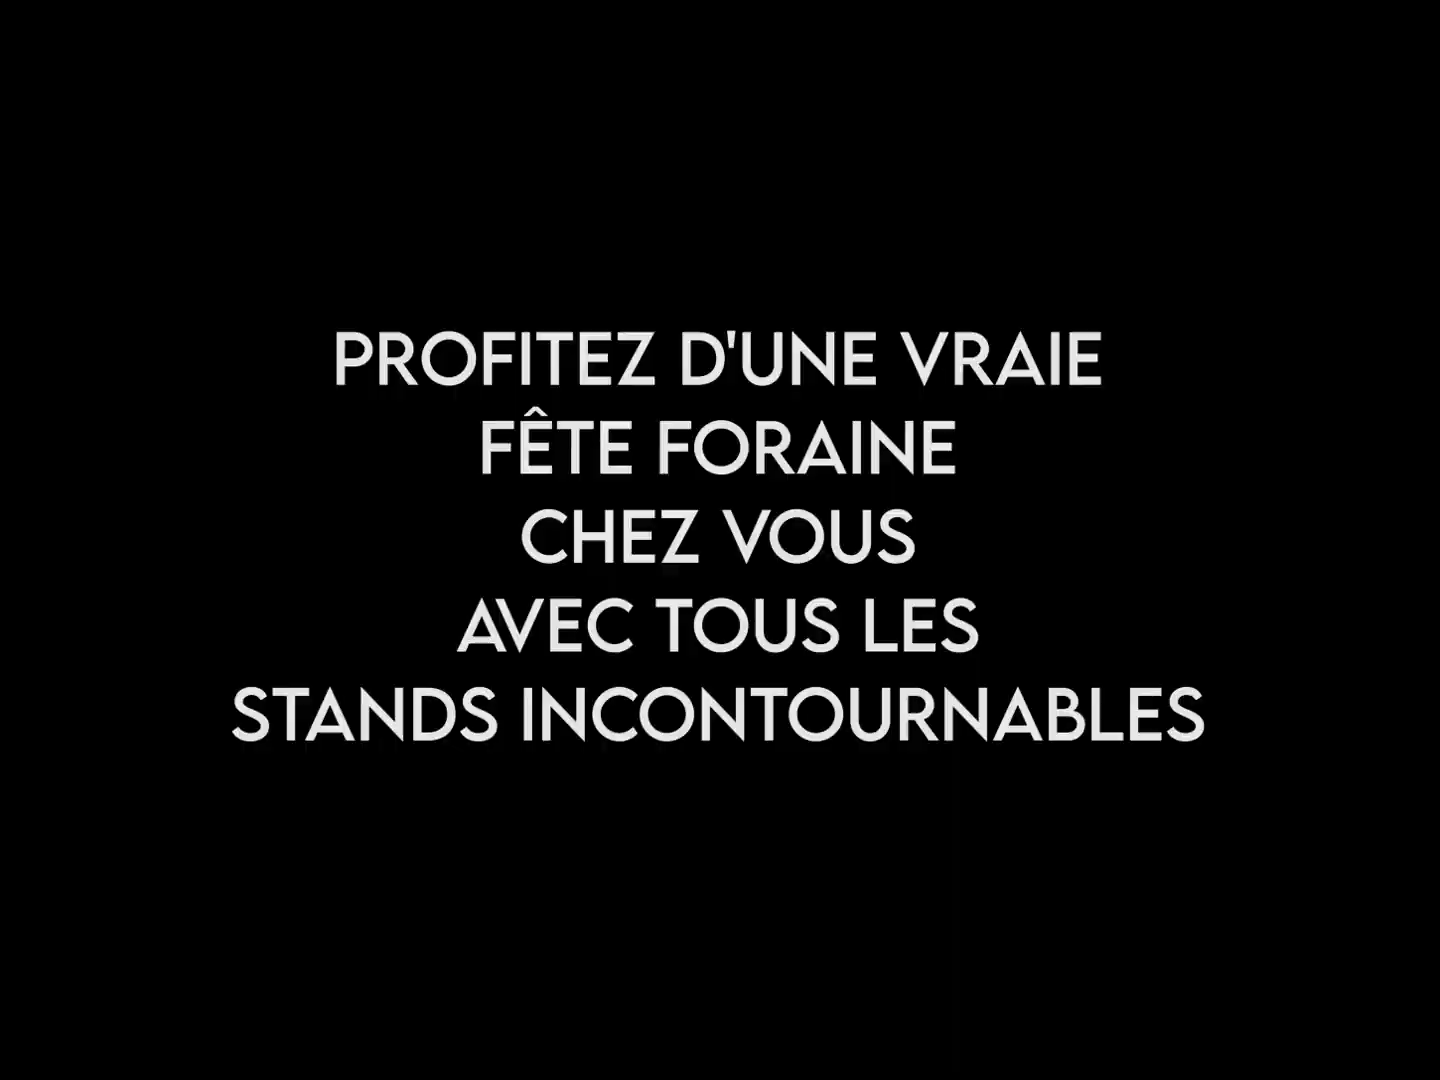 PROFITEZ D'UNE VRAIE
FÊTE FORAINE
CHEZ VOUS
AVEC TOUS LES
STANDS INCONTOURNABLES